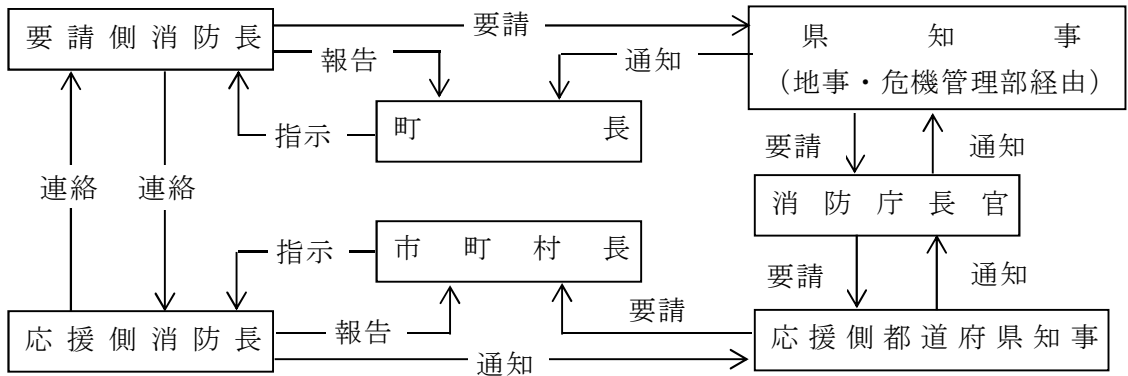 要請側消防長
要請
県知事
（地事・危機管理部経由）
報告
通知
指示
町長
要請
通知
連絡
連絡
消防庁長官
指示
市町村長
要請
通知
報告
要請
応援側消防長
通知
応援側都道府県知事